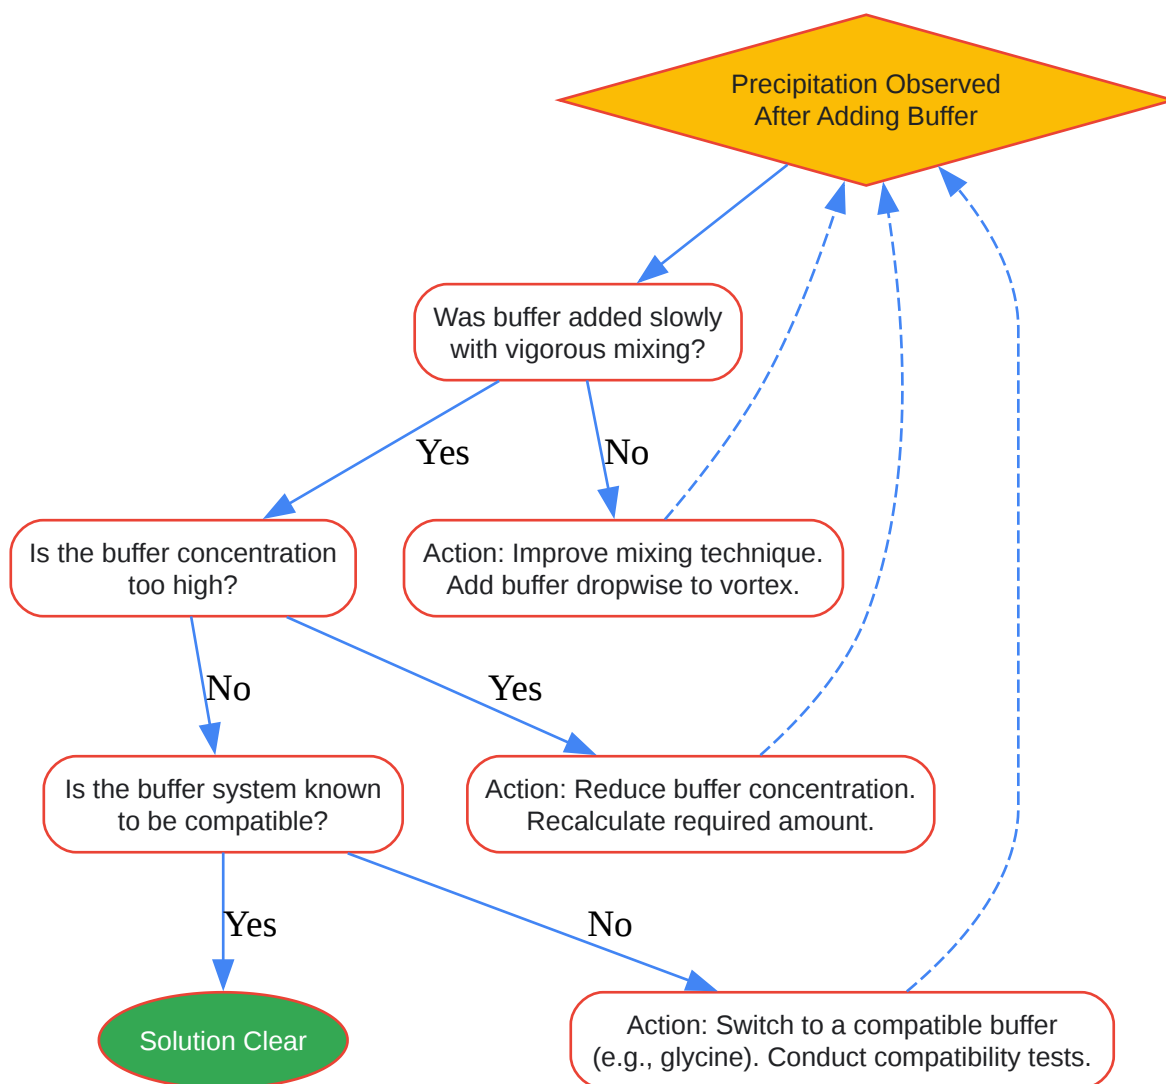 Precipitation Observed
After Adding Buffer
Was buffer added slowly
with vigorous mixing?
Yes
No
Is the buffer concentration
too high?
Action: Improve mixing technique.
Add buffer dropwise to vortex.
No
Yes
Is the buffer system known
to be compatible?
Action: Reduce buffer concentration.
Recalculate required amount.
Yes
No
Solution Clear
Action: Switch to a compatible buffer
(e.g., glycine). Conduct compatibility tests.